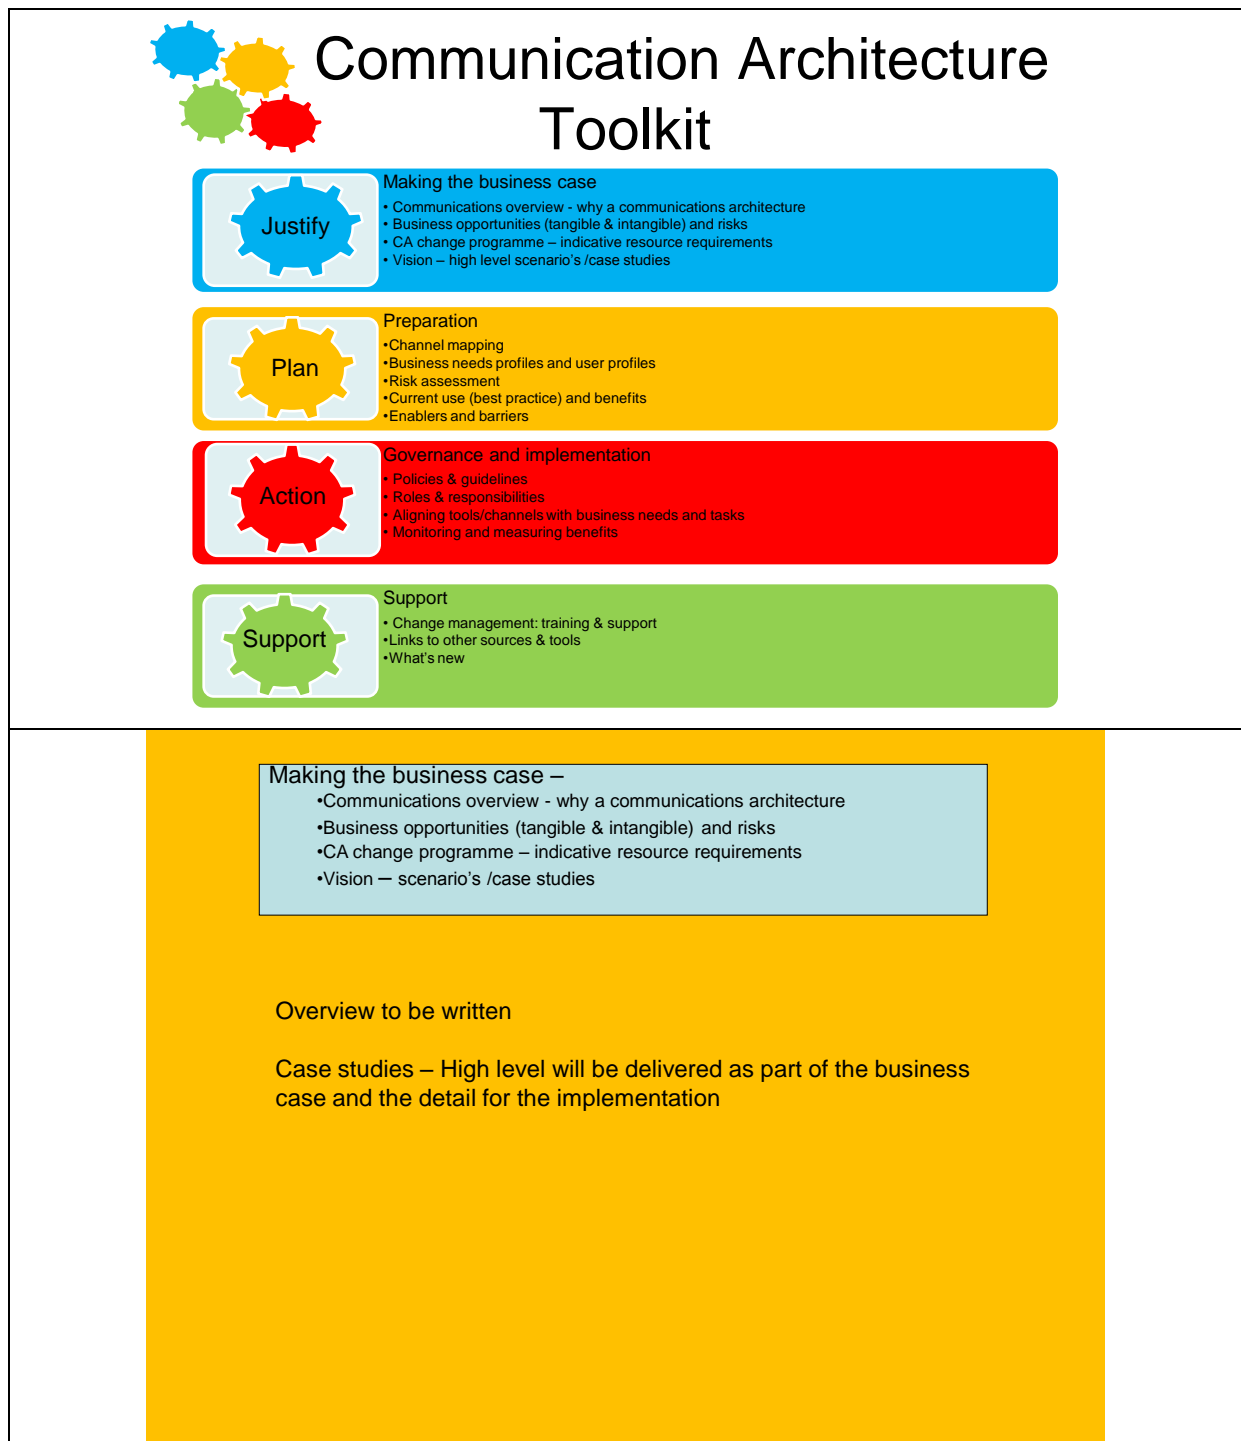 Communication Architecture
Toolkit
Justify
Making the business case
• Communications overview - why a communications architecture
• Business opportunities (tangible & intangible) and risks
• CA change programme – indicative resource requirements
• Vision – high level scenario’s /case studies
Plan
Preparation
•Channel mapping
•Business needs profiles and user profiles
•Risk assessment
•Current use (best practice) and benefits
•Enablers and barriers
Action
Governance and implementation
• Policies & guidelines
• Roles & responsibilities
• Aligning tools/channels with business needs and tasks
• Monitoring and measuring benefits
Support
Support
• Change management: training & support
•Links to other sources & tools
•What’s new
Making the business case –
•Communications overview - why a communications architecture
•Business opportunities (tangible & intangible) and risks
•CA change programme – indicative resource requirements
•Vision – scenario’s /case studies
Overview to be written
Case studies – High level will be delivered as part of the business
case and the detail for the implementation